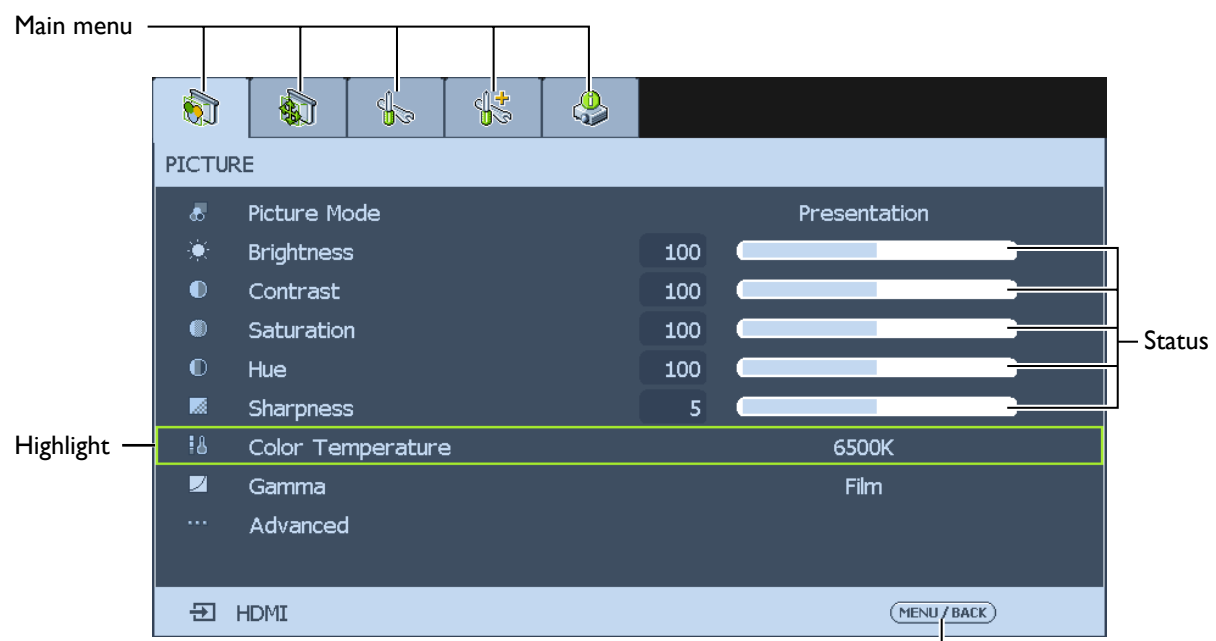 Main menu
PICTURE
Picture Mode Presentation
Brightness 100
Contrast 100
Saturation 100
Hue 100
Status
Sharpness 5
Highlight
Color Temperature 6500K
Gamma Film
Advanced
HDMI MENU / BACK